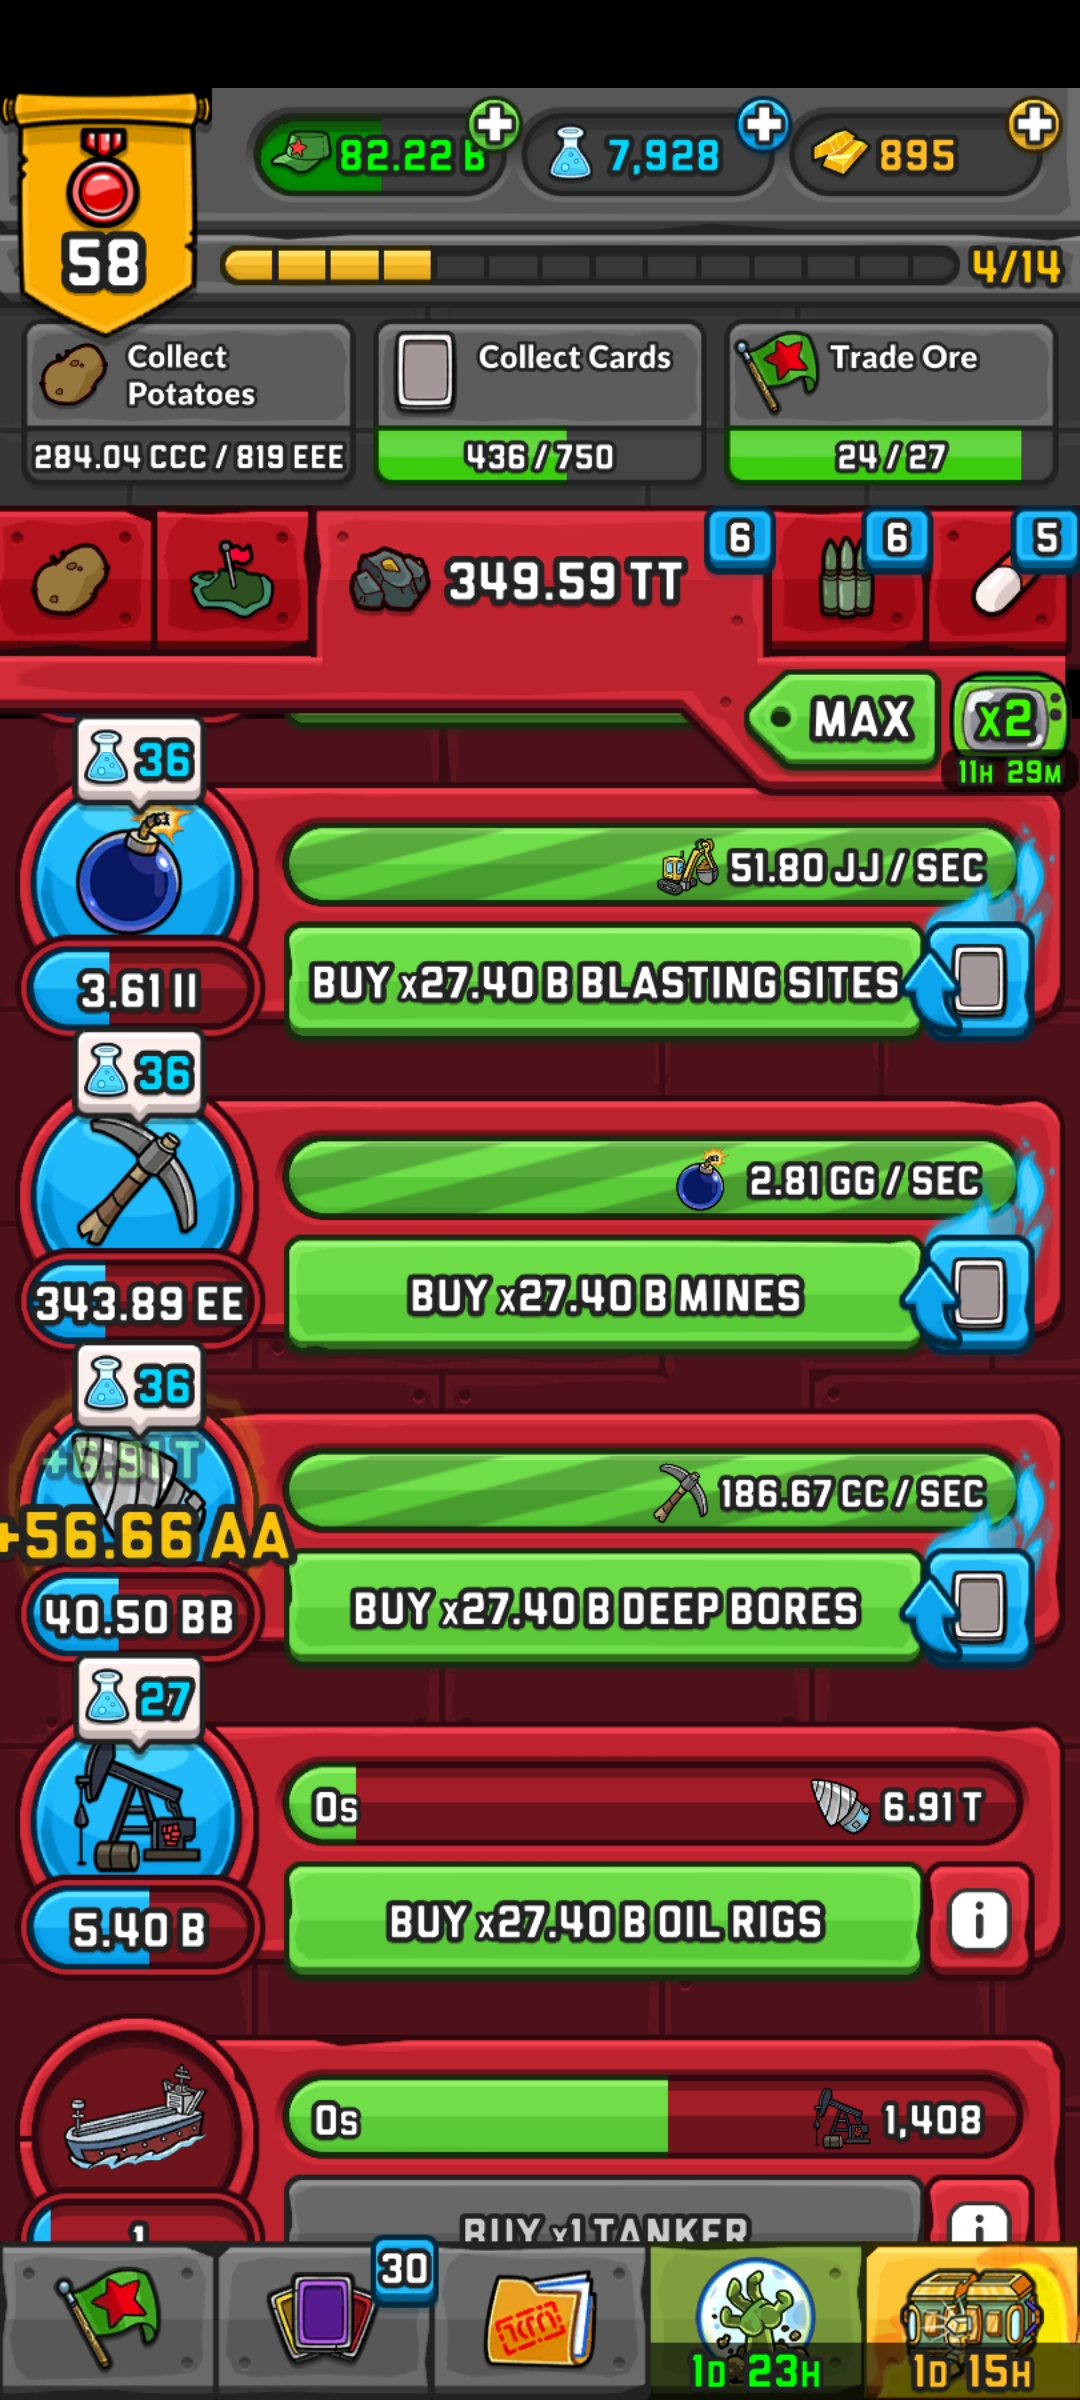 82.22 B
7,928
895
58
4/14
Collect
Potatoes
Collect Cards
Trade Ore
284.04 CCC / 819 EEE
436 / 750
24 / 27
349.59 TT
6
6
5
MAX
x2
11H 29M
36
51.80 JJ / SEC
3.61 II
BUY x27.40 B BLASTING SITES
36
2.81 GG / SEC
343.89 EE
BUY x27.40 B MINES
36
+6.91 T
186.67 CC / SEC
+56.66 AA
40.50 BB
BUY x27.40 B DEEP BORES
27
0s
6.91 T
5.40 B
BUY x27.40 B OIL RIGS
i
0s
1,408
1
BUY x1 TANKER
i
30
1D 23H
1D 15H